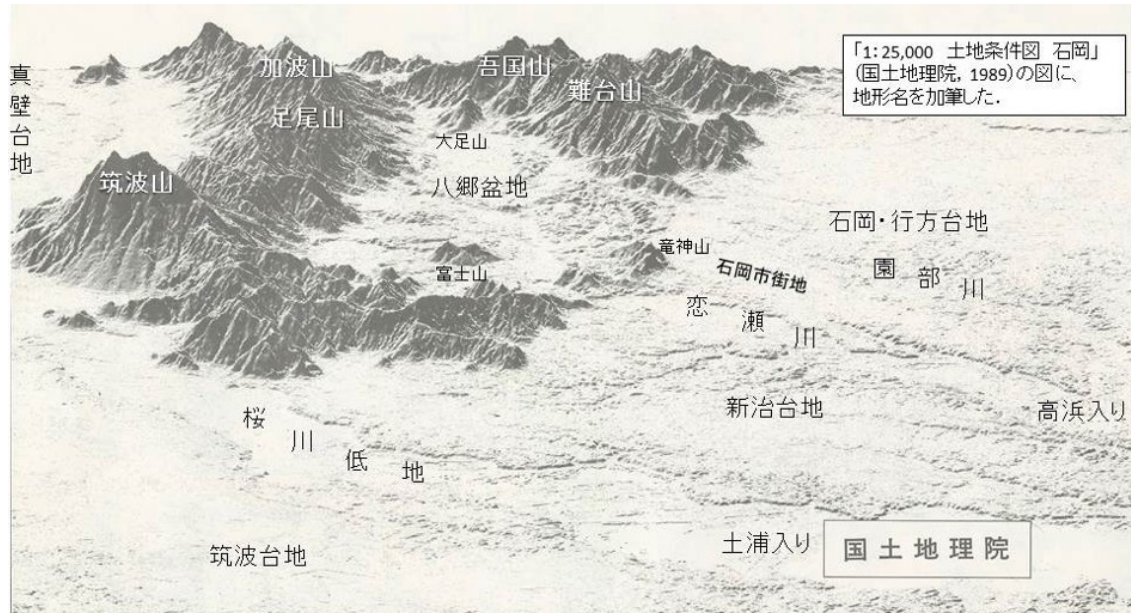 「1：25,000　土地条件図　石岡」
(国土地理院, 1989)の図に、
地形名を加筆した.
真壁台地
加波山
吾国山
難台山
足尾山
大足山
筑波山
八郷盆地
石岡・行方台地
竜神山
富士山
石岡市街地
園部川
恋瀬川
新治台地
高浜入り
桜川低地
土浦入り
国土地理院
筑波台地